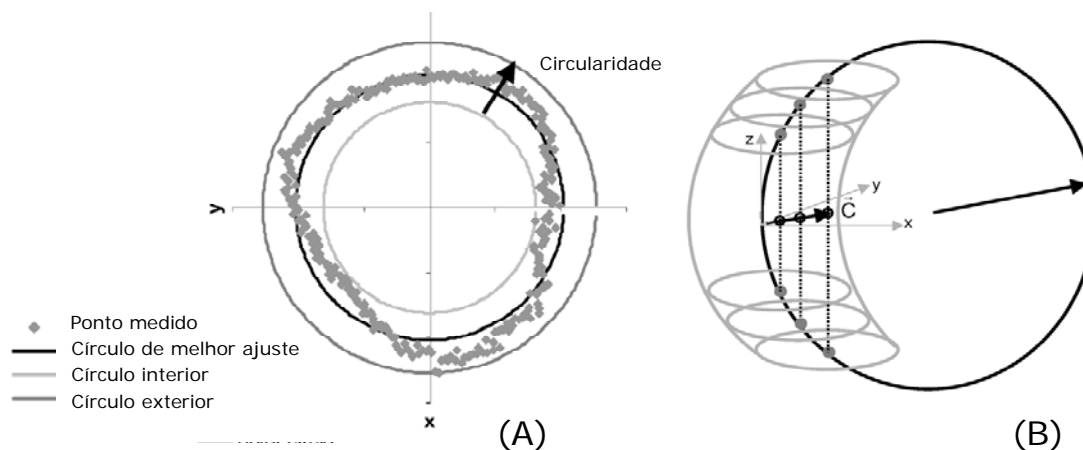 Circularidade
y
Ponto medido
Círculo de melhor ajuste
Círculo interior
Círculo exterior
x
(A)
z
y
C
x
(B)